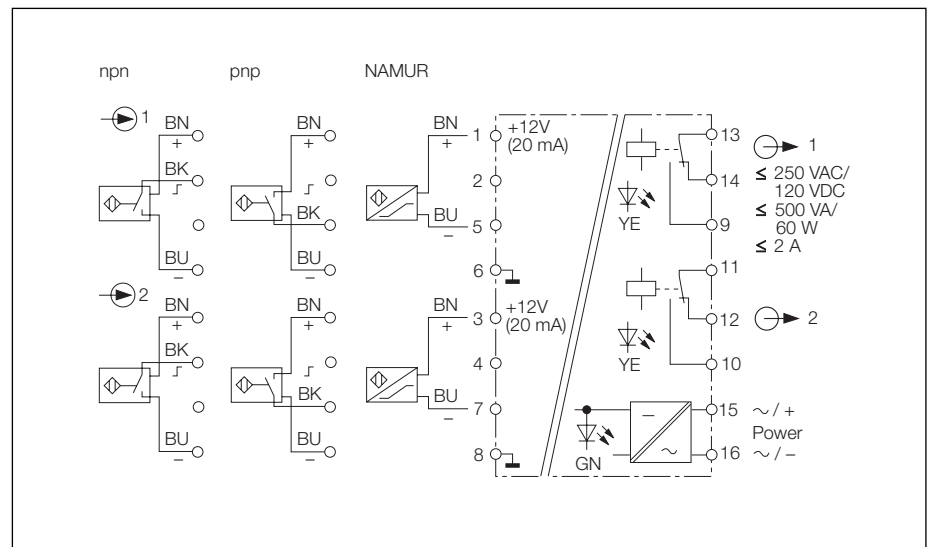 npn pnp NAMUR
1
BN BN BN 1 +12V 13
+ + + (20 mA) 1
BK 2 14 ≤ 250 VAC/
120 VDC
BK BU 5 YE 9 ≤ 500 VA/
– 60 W
≤ 2 A
BU BU 6
– – 11
2
BN BN BN 3 +12V 12 2
+ + + (20 mA)
BK 4 YE 10
BK BU 7 15 ~ / +
– – Power
BU BU 8 GN ~ 16 ~ / –
– –